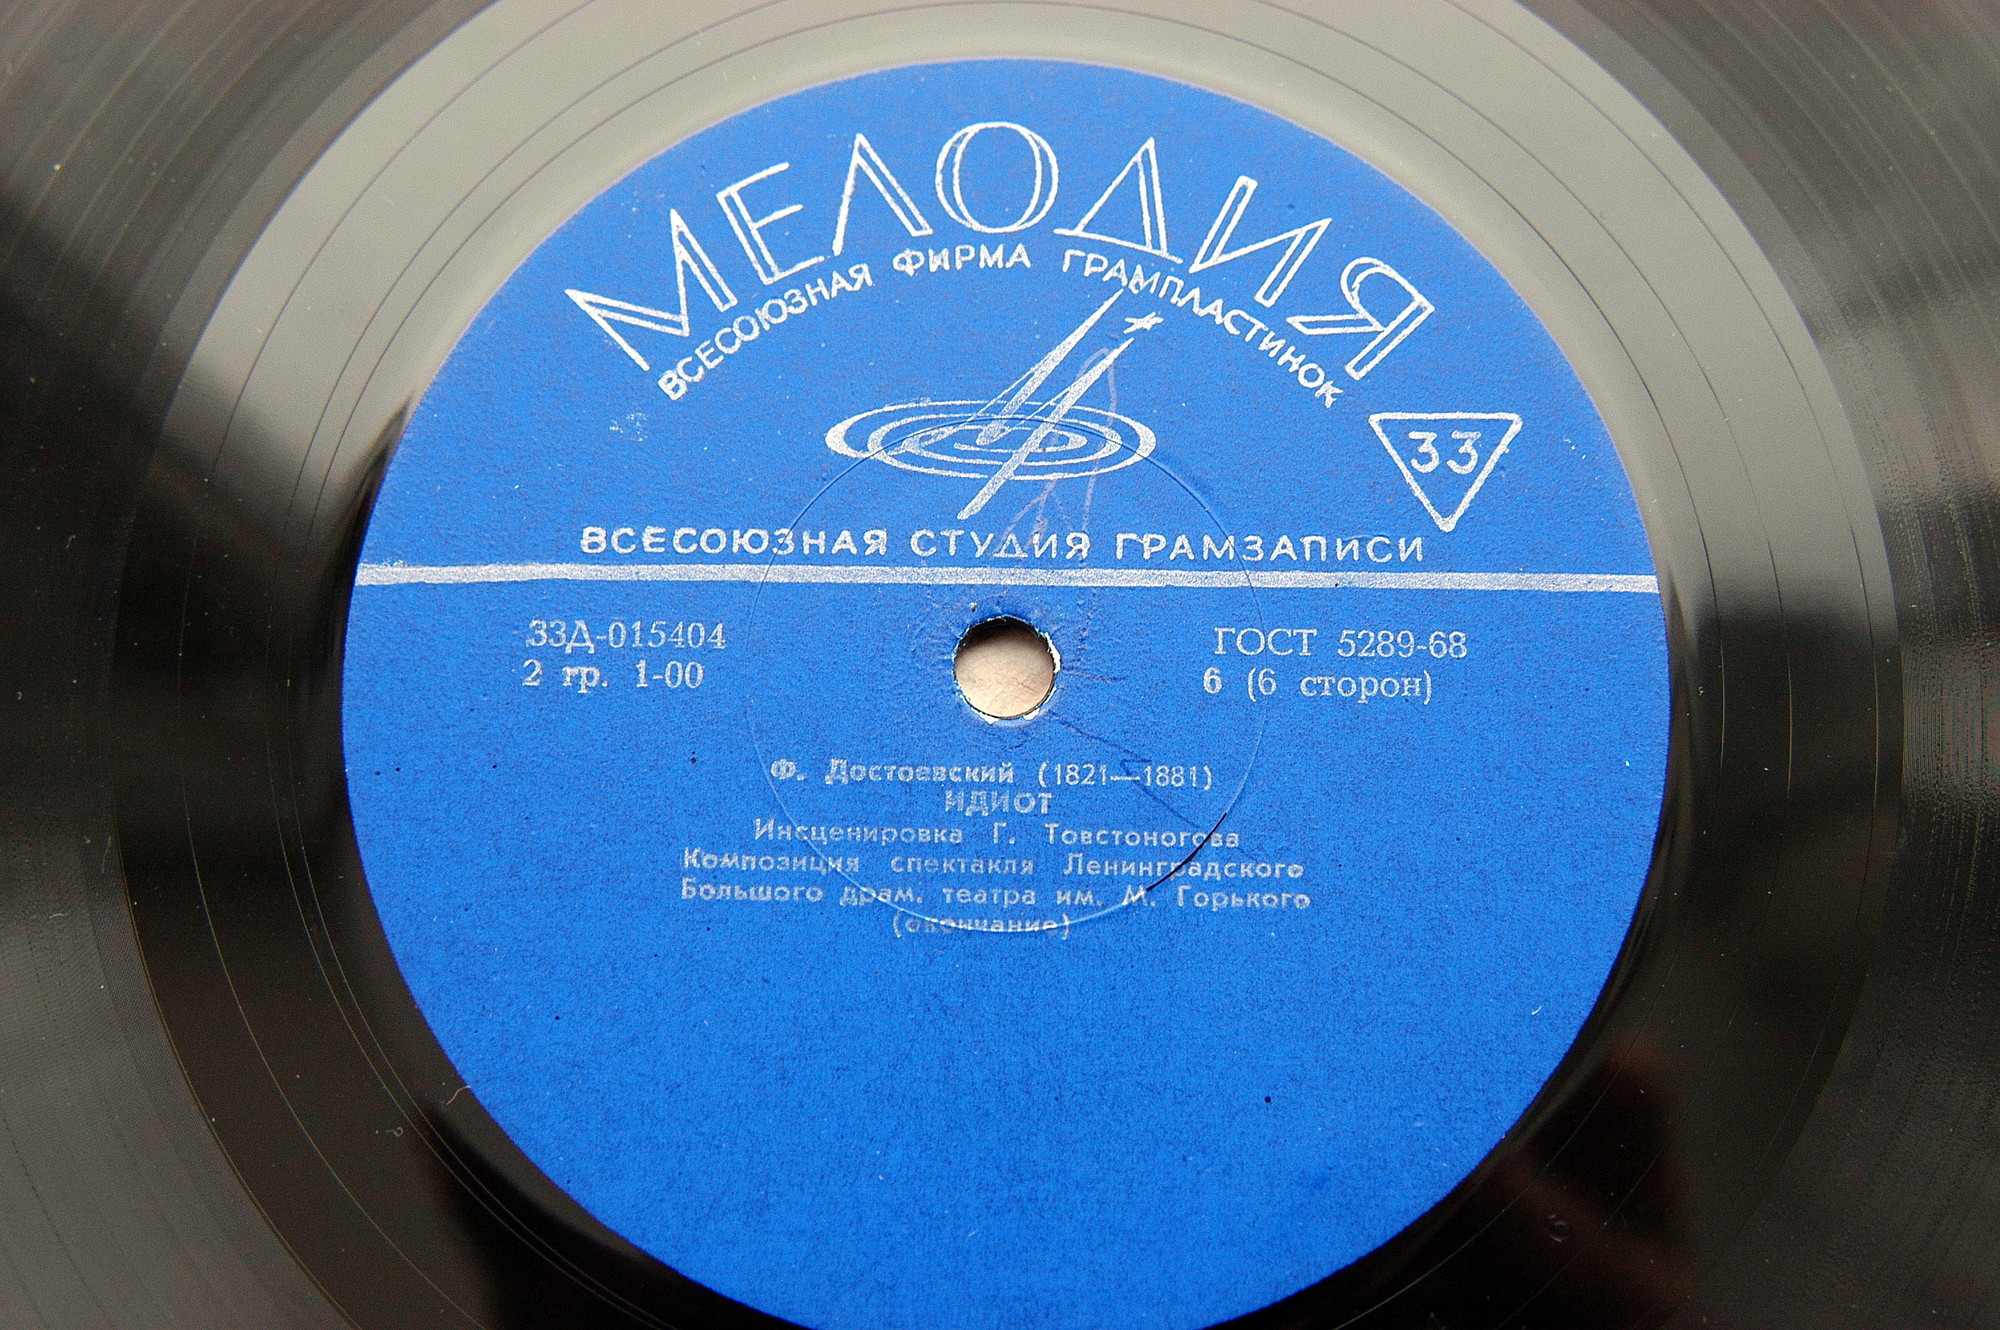 МЕЛОДИЯ
ВСЕСОЮЗНАЯ ФИРМА ГРАМПЛАСТИНОК
33
ВСЕСОЮЗНАЯ СТУДИЯ ГРАМЗАПИСИ
33Д-015404
ГОСТ 5289-68
2 гр. 1-00
6 (6 сторон)
Ф. Достоевский (1821—1881)
ИДИОТ
Инсценировка Г. Товстоногова
Композиция спектакля Ленинградского
Большого драм. театра им. М. Горького
(окончание)